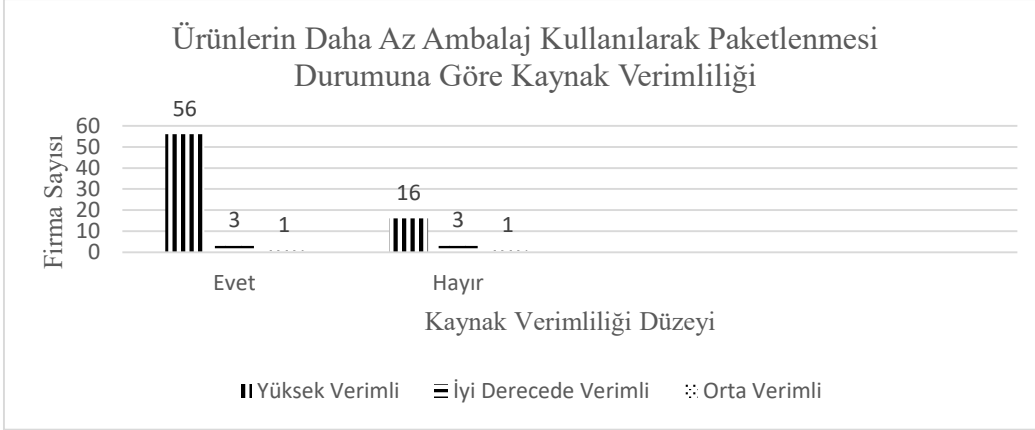 Ürünlerin Daha Az Ambalaj Kullanılarak Paketlenmesi
Durumuna Göre Kaynak Verimliliği
Firma Sayısı
60
50
40
30
20
10
0
56
3
1
16
3
1
Evet
Hayır
Kaynak Verimliliği Düzeyi
Yüksek Verimli
İyi Derecede Verimli
Orta Verimli